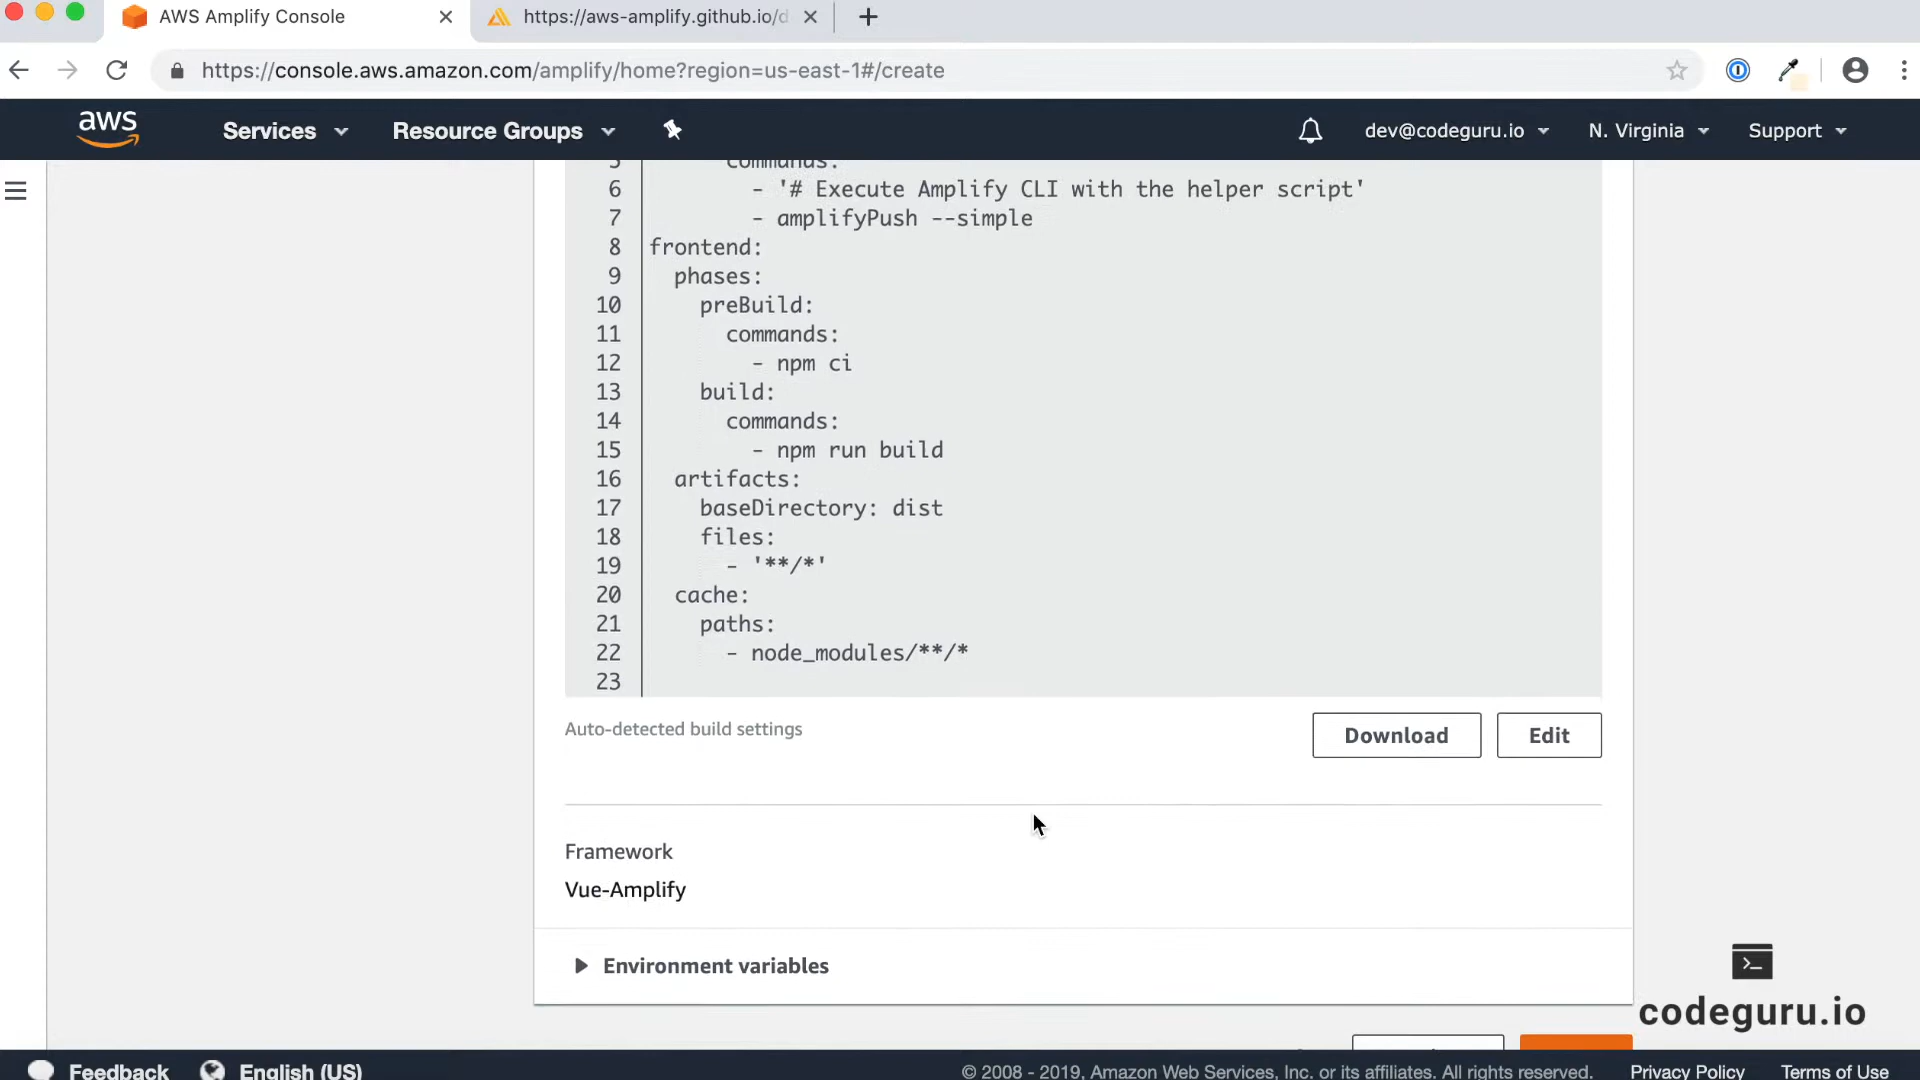 AWS Amplify Console
https://aws-amplify.github.io/d
https://console.aws.amazon.com/amplify/home?region=us-east-1#/create
aws
Services
Resource Groups
dev@codeguru.io
N. Virginia
Support
5 commands:
6 - '# Execute Amplify CLI with the helper script'
7 - amplifyPush --simple
8 frontend:
9 phases:
10 preBuild:
11 commands:
12 - npm ci
13 build:
14 commands:
15 - npm run build
16 artifacts:
17 baseDirectory: dist
18 files:
19 - '**/*'
20 cache:
21 paths:
22 - node_modules/**/*
23
Auto-detected build settings
Download
Edit
Framework
Vue-Amplify
Environment variables
codeguru.io
Feedback
English (US)
© 2008 - 2019, Amazon Web Services, Inc. or its affiliates. All rights reserved.
Privacy Policy
Terms of Use